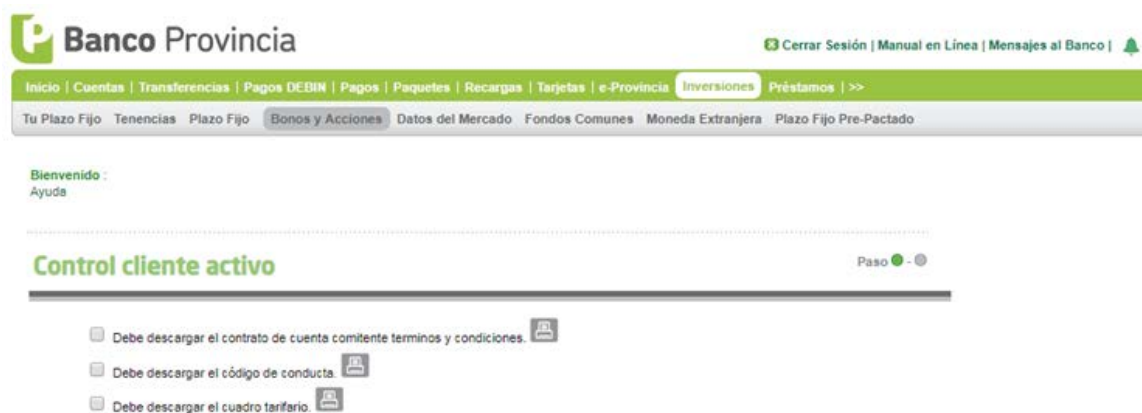 Banco Provincia
Cerrar Sesión | Manual en Línea | Mensajes al Banco |
Inicio | Cuentas | Transferencias | Pagos DEBIN | Pagos | Paquetes | Recargas | Tarjetas | e-Provincia Inversiones Préstamos | >>
Tu Plazo Fijo Tenencias Plazo Fijo Bonos y Acciones Datos del Mercado Fondos Comunes Moneda Extranjera Plazo Fijo Pre-Pactado
Bienvenido :
Ayuda
Control cliente activo
Paso -
Debe descargar el contrato de cuenta comitente terminos y condiciones.
Debe descargar el código de conducta.
Debe descargar el cuadro tarifario.